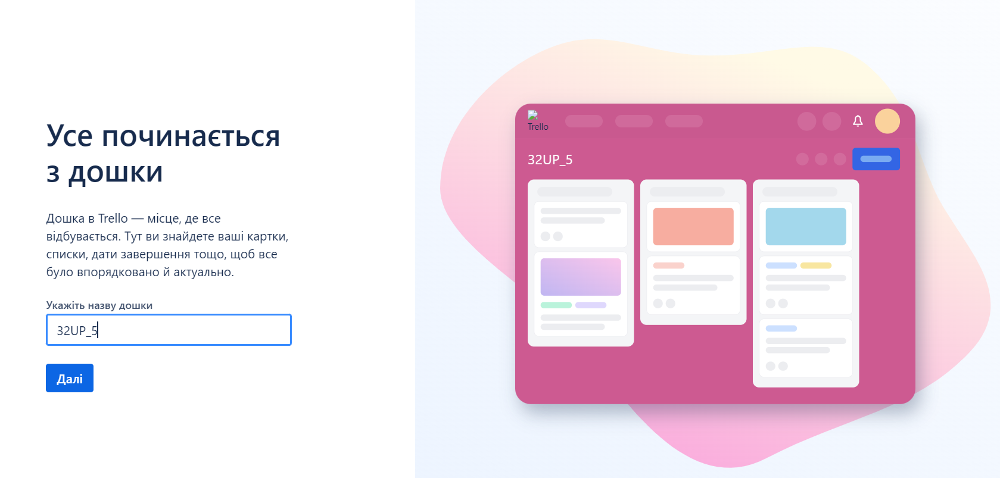 Усе починається
з дошки
Дошка в Trello — місце, де все
відбувається. Тут ви знайдете ваші картки,
списки, дати завершення тощо, щоб все
було впорядковано й актуально.
Укажіть назву дошки
32UP_5
Далі
Trello
32UP_5